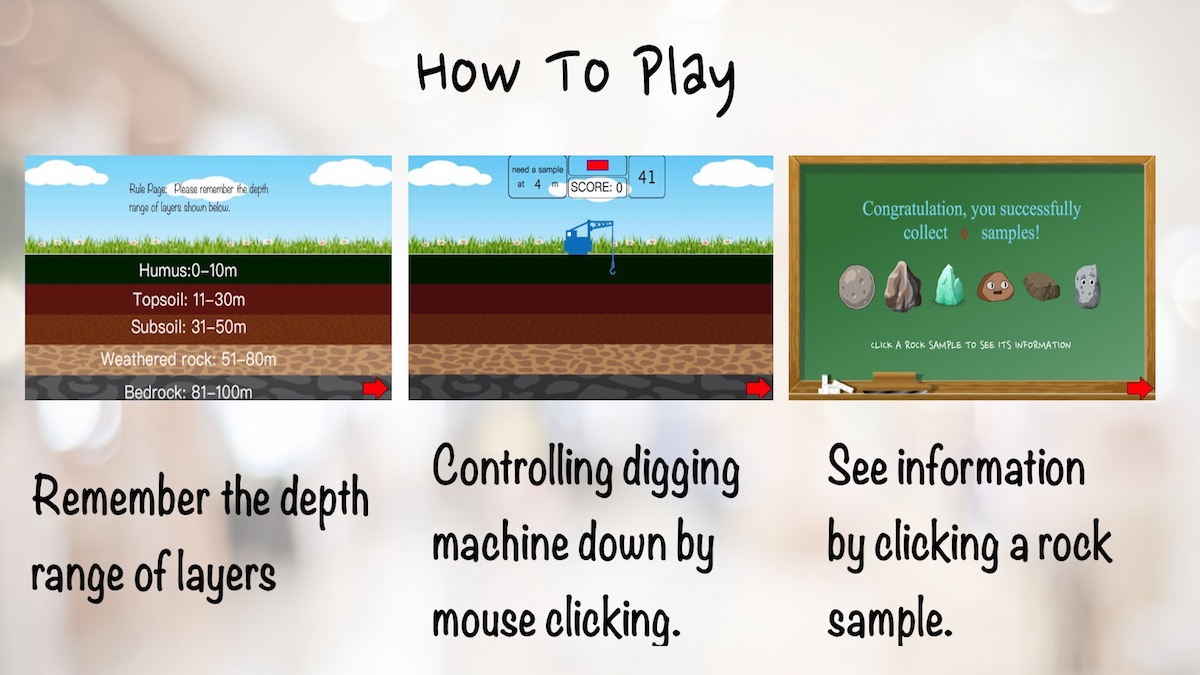 How To Play
Rule Page: Please remember the depth
range of layers shown below.
Humus:0-10m
Topsoil: 11-30m
Subsoil: 31-50m
Weathered rock: 51-80m
Bedrock: 81-100m
need a sample
at 4 m
SCORE: 0
41
Congratulation, you successfully
collect 0 samples!
CLICK A ROCK SAMPLE TO SEE ITS INFORMATION
Remember the depth
range of layers
Controlling digging
machine down by
mouse clicking.
See information
by clicking a rock
sample.